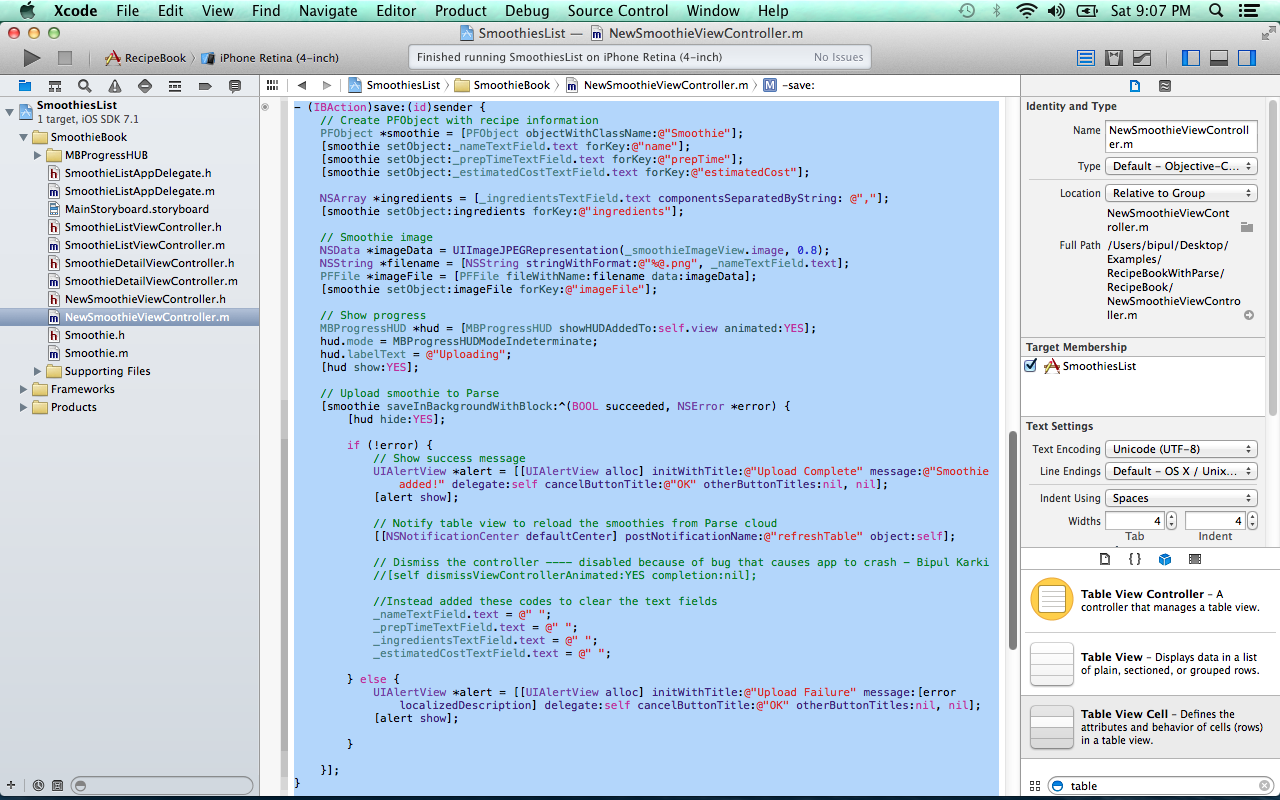 Xcode File Edit View Find Navigate Editor Product Debug Source Control Window Help Sat 9:07 PM
SmoothiesList — NewSmoothieViewController.m
RecipeBook iPhone Retina (4-inch)
Finished running SmoothiesList on iPhone Retina (4-inch) No Issues
SmoothiesList SmoothieBook NewSmoothieViewController.m M -save:
SmoothiesList
1 target, iOS SDK 7.1
SmoothieBook
MBProgressHUB
h SmoothieListAppDelegate.h
m SmoothieListAppDelegate.m
MainStoryboard.storyboard
h SmoothieListViewController.h
m SmoothieListViewController.m
h SmoothieDetailViewController.h
m SmoothieDetailViewController.m
h NewSmoothieViewController.h
m NewSmoothieViewController.m
h Smoothie.h
m Smoothie.m
Supporting Files
Frameworks
Products
- (IBAction)save:(id)sender {
// Create PFObject with recipe information
PFObject *smoothie = [PFObject objectWithClassName:@"Smoothie"];
[smoothie setObject:_nameTextField.text forKey:@"name"];
[smoothie setObject:_prepTimeTextField.text forKey:@"prepTime"];
[smoothie setObject:_estimatedCostTextField.text forKey:@"estimatedCost"];
NSArray *ingredients = [_ingredientsTextField.text componentsSeparatedByString: @","];
[smoothie setObject:ingredients forKey:@"ingredients"];
// Smoothie image
NSData *imageData = UIImageJPEGRepresentation(_smoothieImageView.image, 0.8);
NSString *filename = [NSString stringWithFormat:@"%@.png", _nameTextField.text];
PFFile *imageFile = [PFFile fileWithName:filename data:imageData];
[smoothie setObject:imageFile forKey:@"imageFile"];
// Show progress
MBProgressHUD *hud = [MBProgressHUD showHUDAddedTo:self.view animated:YES];
hud.mode = MBProgressHUDModeIndeterminate;
hud.labelText = @"Uploading";
[hud show:YES];
// Upload smoothie to Parse
[smoothie saveInBackgroundWithBlock:^(BOOL succeeded, NSError *error) {
[hud hide:YES];
if (!error) {
// Show success message
UIAlertView *alert = [[UIAlertView alloc] initWithTitle:@"Upload Complete" message:@"Smoothie
added!" delegate:self cancelButtonTitle:@"OK" otherButtonTitles:nil, nil];
[alert show];
// Notify table view to reload the smoothies from Parse cloud
[[NSNotificationCenter defaultCenter] postNotificationName:@"refreshTable" object:self];
// Dismiss the controller ---- disabled because of bug that causes app to crash - Bipul Karki
//[self dismissViewControllerAnimated:YES completion:nil];
//Instead added these codes to clear the text fields
_nameTextField.text = @" ";
_prepTimeTextField.text = @" ";
_ingredientsTextField.text = @" ";
_estimatedCostTextField.text = @" ";
} else {
UIAlertView *alert = [[UIAlertView alloc] initWithTitle:@"Upload Failure" message:[error
localizedDescription] delegate:self cancelButtonTitle:@"OK" otherButtonTitles:nil, nil];
[alert show];
}
}];
}
Identity and Type
Name NewSmoothieViewControll
er.m
Type Default - Objective-C...
Location Relative to Group
NewSmoothieViewCont
roller.m
Full Path /Users/bipul/Desktop/
Examples/
RecipeBookWithParse/
RecipeBook/
NewSmoothieViewContro
ller.m
Target Membership
SmoothiesList
Text Settings
Text Encoding Unicode (UTF-8)
Line Endings Default - OS X / Unix...
Indent Using Spaces
Widths 4 4
Tab Indent
{ }
Table View Controller - A
controller that manages a table view.
Table View - Displays data in a list
of plain, sectioned, or grouped rows.
Table View Cell - Defines the
attributes and behavior of cells (rows)
in a table view.
table